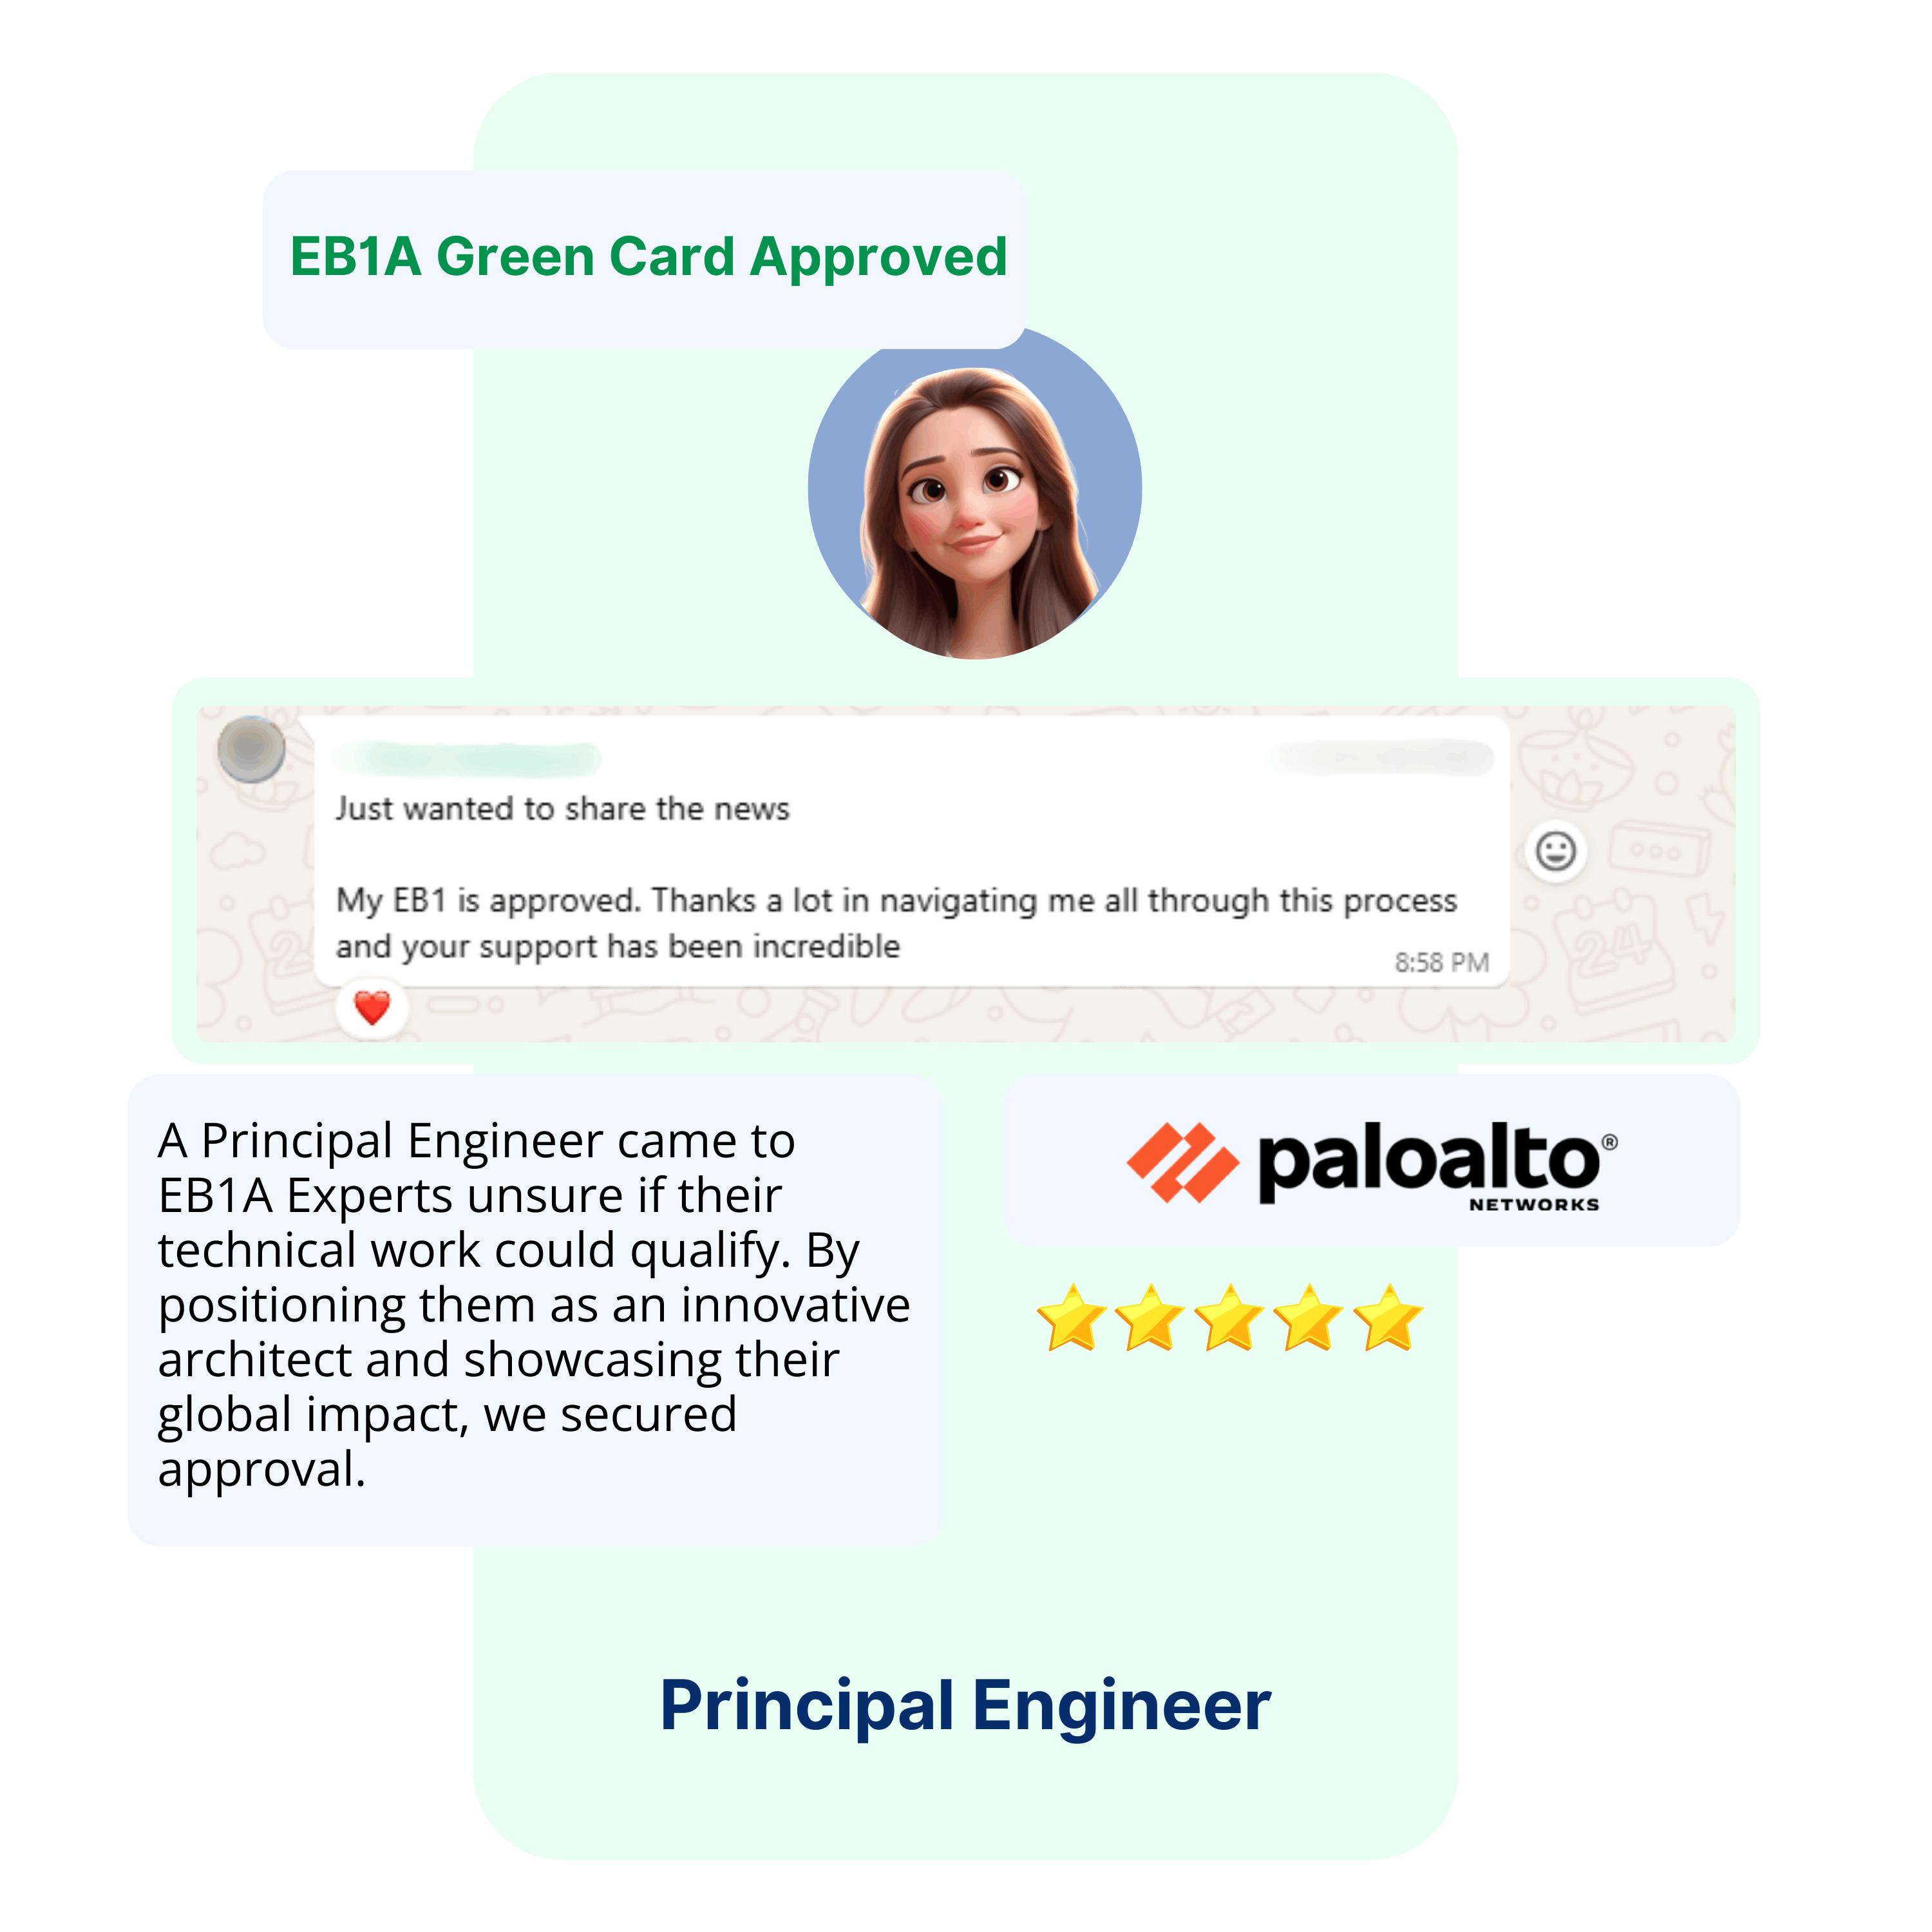 EB1A Green Card Approved
Just wanted to share the news
My EB1 is approved. Thanks a lot in navigating me all through this process
and your support has been incredible
8:58 PM
A Principal Engineer came to
EB1A Experts unsure if their
technical work could qualify. By
positioning them as an innovative
architect and showcasing their
global impact, we secured
approval.
paloalto®
NETWORKS
Principal Engineer